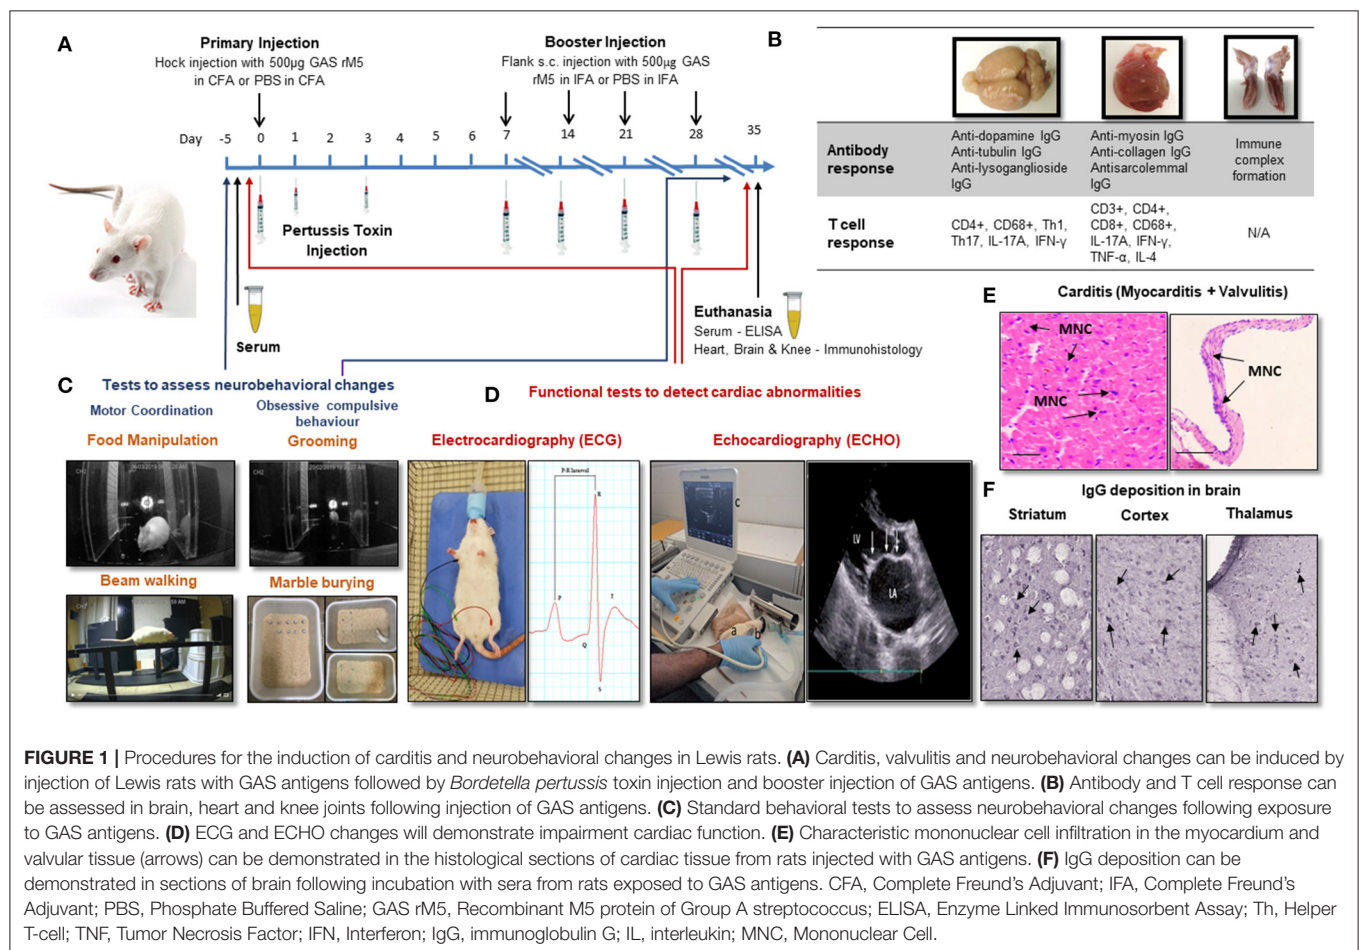 A
Primary Injection
Hock injection with 500µg GAS rM5
in CFA or PBS in CFA
Booster Injection
Flank s.c. injection with 500µg GAS
rM5 in IFA or PBS in IFA
Day -5 0 1 2 3 4 5 6 7 14 21 28 35
Pertussis Toxin
Injection
Serum
Euthanasia
Serum - ELISA
Heart, Brain & Knee - Immunohistology
B
Antibody
response
Anti-dopamine IgG
Anti-tubulin IgG
Anti-lysoganglioside
IgG
Anti-myosin IgG
Anti-collagen IgG
Antisarcolemmal
IgG
Immune
complex
formation
T cell
response
CD4+, CD68+, Th1,
Th17, IL-17A, IFN-γ
CD3+, CD4+,
CD8+, CD68+,
IL-17A, IFN-γ,
TNF-α, IL-4
N/A
C
Tests to assess neurobehavioral changes
Motor Coordination
Obsessive compulsive
behaviour
Food Manipulation
Grooming
CH2
CH2
Beam walking
Marble burying
CH2
D
Functional tests to detect cardiac abnormalities
Electrocardiography (ECG)
P-R Interval
R
P
T
Q
S
Echocardiography (ECHO)
C
a
b
LV
LA
E
Carditis (Myocarditis + Valvulitis)
MNC
MNC
MNC
F
IgG deposition in brain
Striatum
Cortex
Thalamus
FIGURE 1 | Procedures for the induction of carditis and neurobehavioral changes in Lewis rats. (A) Carditis, valvulitis and neurobehavioral changes can be induced by
injection of Lewis rats with GAS antigens followed by Bordetella pertussis toxin injection and booster injection of GAS antigens. (B) Antibody and T cell response can
be assessed in brain, heart and knee joints following injection of GAS antigens. (C) Standard behavioral tests to assess neurobehavioral changes following exposure
to GAS antigens. (D) ECG and ECHO changes will demonstrate impairment cardiac function. (E) Characteristic mononuclear cell infiltration in the myocardium and
valvular tissue (arrows) can be demonstrated in the histological sections of cardiac tissue from rats injected with GAS antigens. (F) IgG deposition can be
demonstrated in sections of brain following incubation with sera from rats exposed to GAS antigens. CFA, Complete Freund's Adjuvant; IFA, Complete Freund's
Adjuvant; PBS, Phosphate Buffered Saline; GAS rM5, Recombinant M5 protein of Group A streptococcus; ELISA, Enzyme Linked Immunosorbent Assay; Th, Helper
T-cell; TNF, Tumor Necrosis Factor; IFN, Interferon; IgG, immunoglobulin G; IL, interleukin; MNC, Mononuclear Cell.